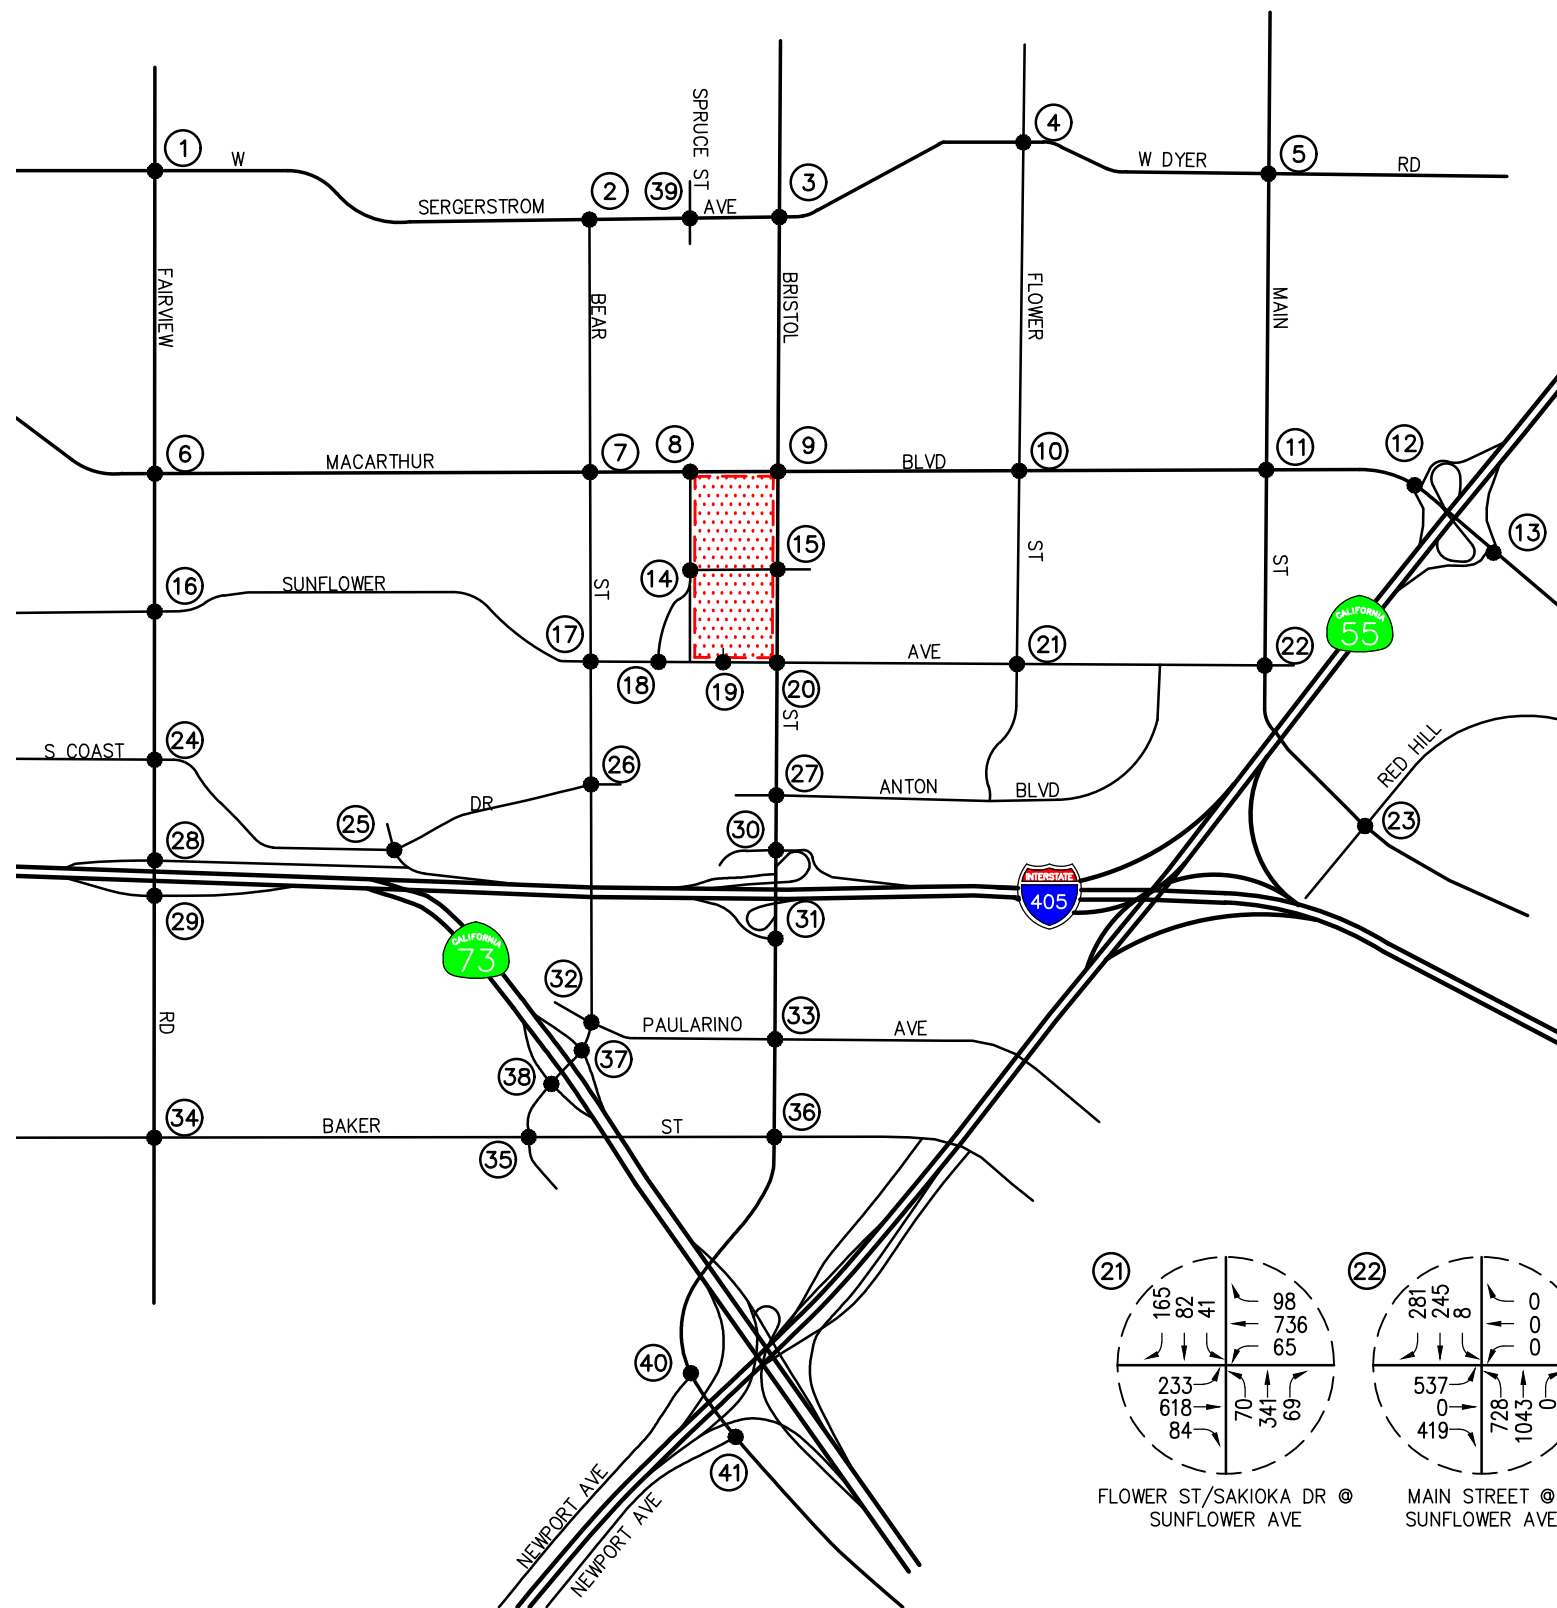 SPRUCE ST
1
W
4
W DYER
5
RD
2
39
3
SERGERSTROM
AVE
FAIRVIEW
BEAR
BRISTOL
FLOWER
MAIN
6
MACARTHUR
7
8
9
BLVD
10
11
12
13
14
15
ST
ST
16
SUNFLOWER
ST
17
CALIFORNIA
55
18
19
20
AVE
21
22
ST
S COAST
24
26
27
ANTON
BLVD
RED HILL
DR
25
23
28
30
29
31
INTERSTATE
405
CALIFORNIA
73
32
RD
PAULARINO
33
AVE
37
38
34
BAKER
ST
36
35
40
41
NEWPORT AVE
NEWPORT AVE
21
165
82
41
98
736
65
233
618
84
70
341
69
FLOWER ST/SAKIOKA DR @
SUNFLOWER AVE
22
281
245
8
0
0
0
537
0
419
728
1043
0
MAIN STREET @
SUNFLOWER AVE